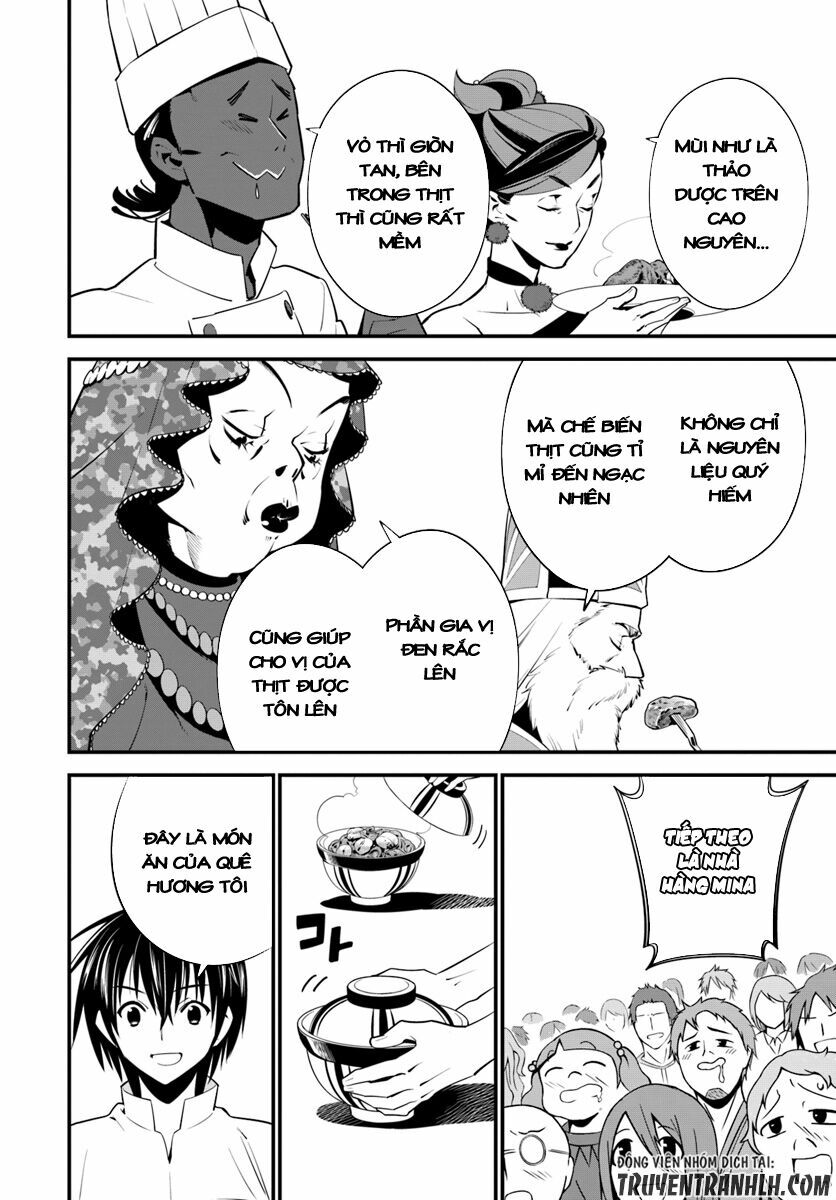 MÙI NHƯ LÀ
THẢO
DƯỢC TRÊN
CAO
NGUYÊN...
VỎ THÌ GIÒN
TAN, BÊN
TRONG THỊT
THÌ CŨNG RẤT
MỀM
KHÔNG CHỈ
LÀ NGUYÊN
LIỆU QUÝ
HIẾM
MÀ CHẾ BIẾN
THỊT CŨNG TỈ
MỈ ĐẾN NGẠC
NHIÊN
PHẦN GIA VỊ
ĐEN RẮC
LÊN
CŨNG GIÚP
CHO VỊ CỦA
THỊT ĐƯỢC
TÔN LÊN
TIẾP THEO
LÀ NHÀ
HÀNG MINA
コト
ĐÂY LÀ MÓN
ĂN CỦA QUÊ
HƯƠNG TÔI
ĐỘNG VIÊN NHÓM DỊCH TẠI:
TRUYENTRANHLH.COM